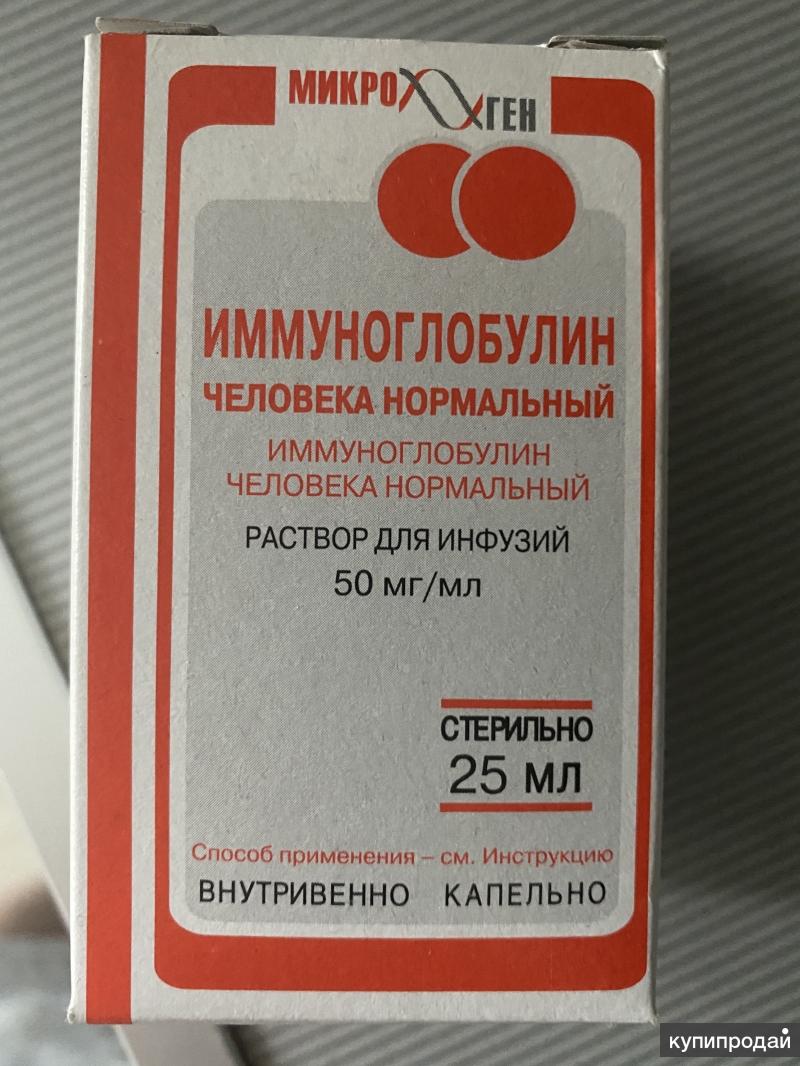 МИКРОГЕН
ИММУНОГЛОБУЛИН
ЧЕЛОВЕКА НОРМАЛЬНЫЙ
ИММУНОГЛОБУЛИН
ЧЕЛОВЕКА НОРМАЛЬНЫЙ
РАСТВОР ДЛЯ ИНФУЗИЙ
50 мг/мл
СТЕРИЛЬНО
25 МЛ
Способ применения – см. Инструкцию
ВНУТРИВЕННО КАПЕЛЬНО
купипродай